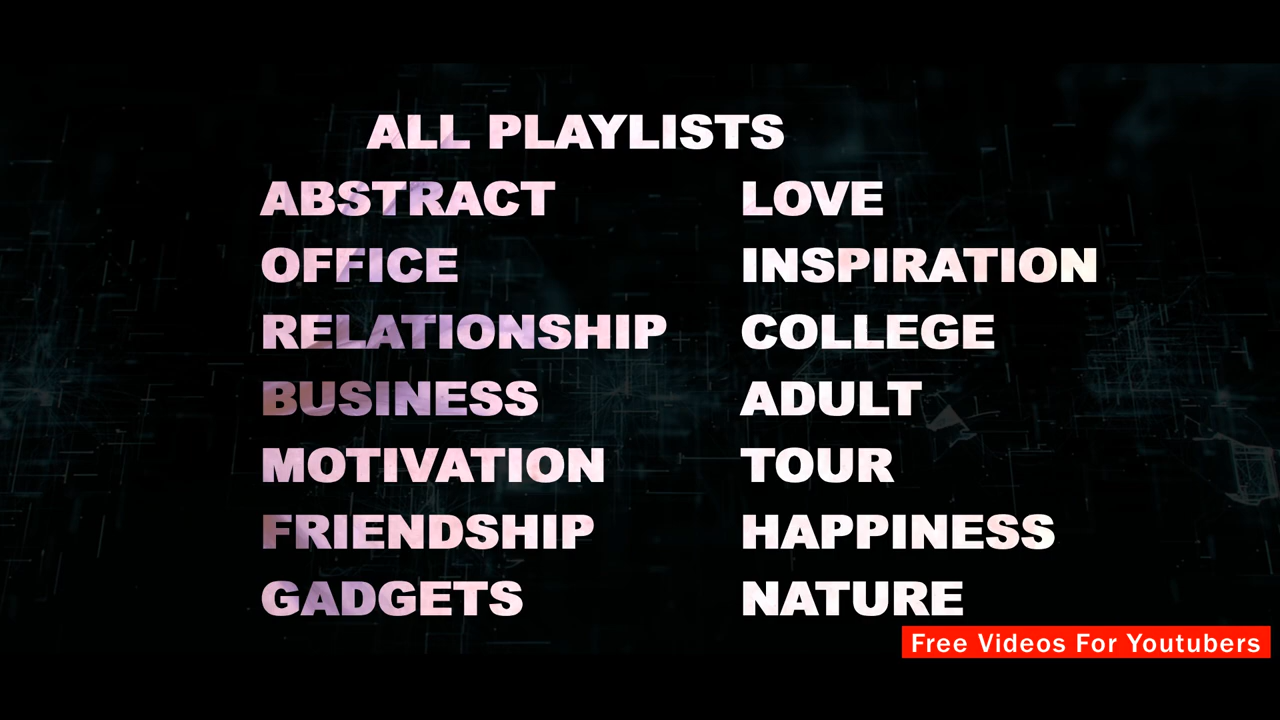 ALL PLAYLISTS
ABSTRACT
OFFICE
RELATIONSHIP
BUSINESS
MOTIVATION
FRIENDSHIP
GADGETS
LOVE
INSPIRATION
COLLEGE
ADULT
TOUR
HAPPINESS
NATURE
Free Videos For Youtubers